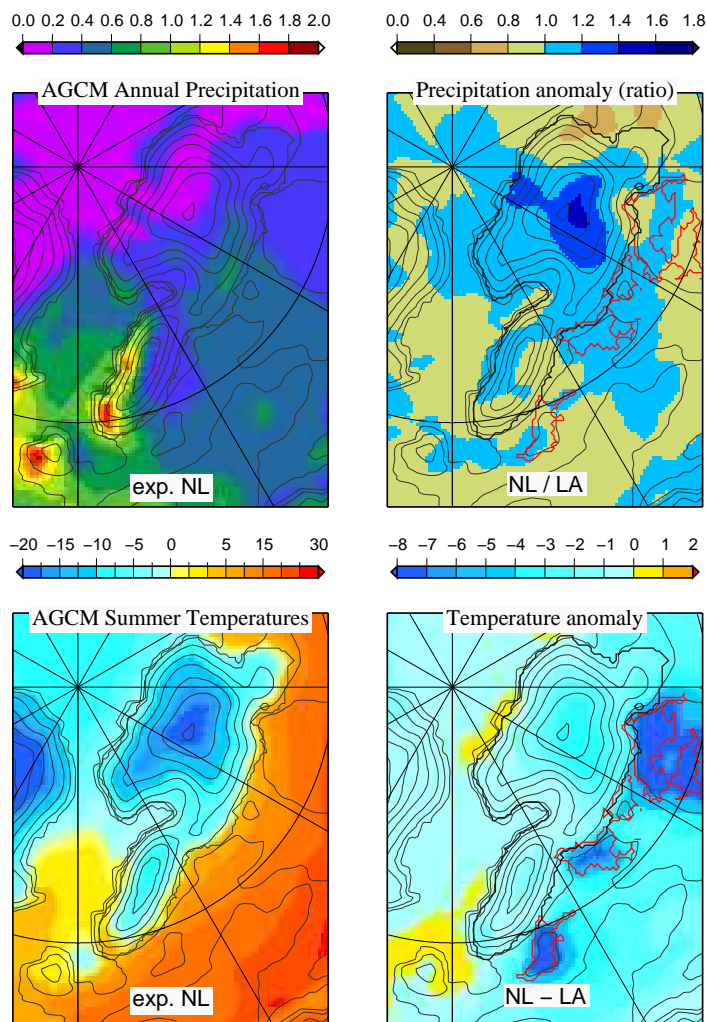 0.0 0.2 0.4 0.6 0.8 1.0 1.2 1.4 1.6 1.8 2.0
0.0 0.4 0.6 0.8 1.0 1.2 1.4 1.6 1.8
AGCM Annual Precipitation
Precipitation anomaly (ratio)
exp. NL
NL / LA
−20 −15 −10 −5 0 5 15 30
−8 −7 −6 −5 −4 −3 −2 −1 0 1 2
AGCM Summer Temperatures
Temperature anomaly
exp. NL
NL − LA